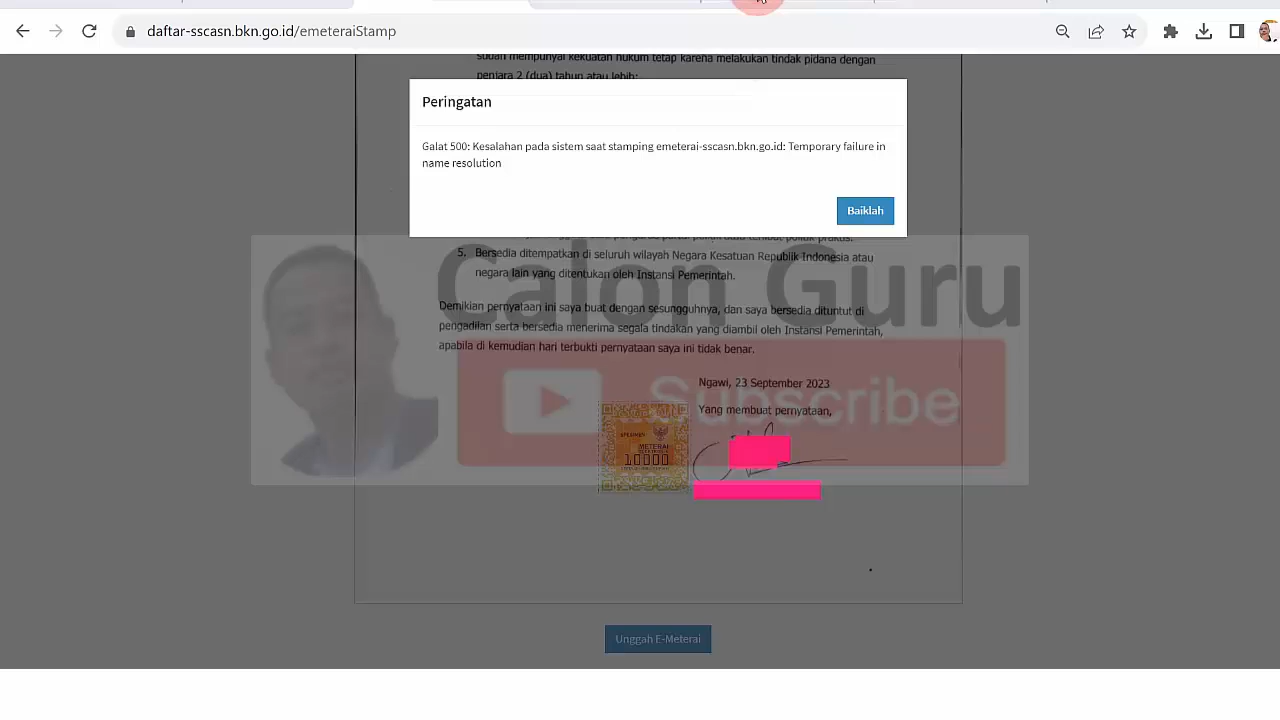 daftar-sscasn.bkn.go.id/emeteraiStamp
sudah mempunyai kekuatan hukum tetap karena melakukan tindak pidana dengan
penjara 2 (dua) tahun atau lebih;
Peringatan
Galat 500: Kesalahan pada sistem saat stamping emeterai-sscasn.bkn.go.id: Temporary failure in
name resolution
Baiklah
5. Bersedia ditempatkan di seluruh wilayah Negara Kesatuan Republik Indonesia atau
negara lain yang ditentukan oleh Instansi Pemerintah.
Calon Guru
Demikian pernyataan ini saya buat dengan sesungguhnya, dan saya bersedia dituntut di
pengadilan serta bersedia menerima segala tindakan yang diambil oleh Instansi Pemerintah,
apabila di kemudian hari terbukti pernyataan saya ini tidak benar.
Ngawi, 23 September 2023
Yang membuat pernyataan,
Subscribe
SPECIMEN
METERAI
10000
Unggah E-Meterai